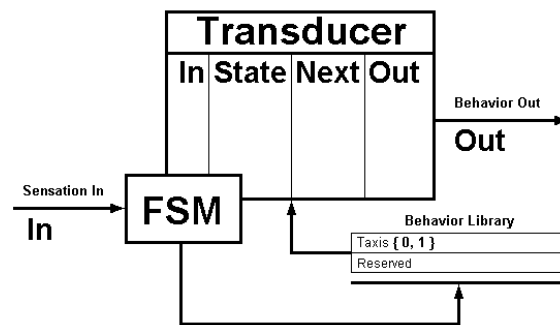 Transducer
In State Next Out
Behavior Out
Out
Sensation In
In
FSM
Behavior Library
Taxis { 0, 1 }
Reserved